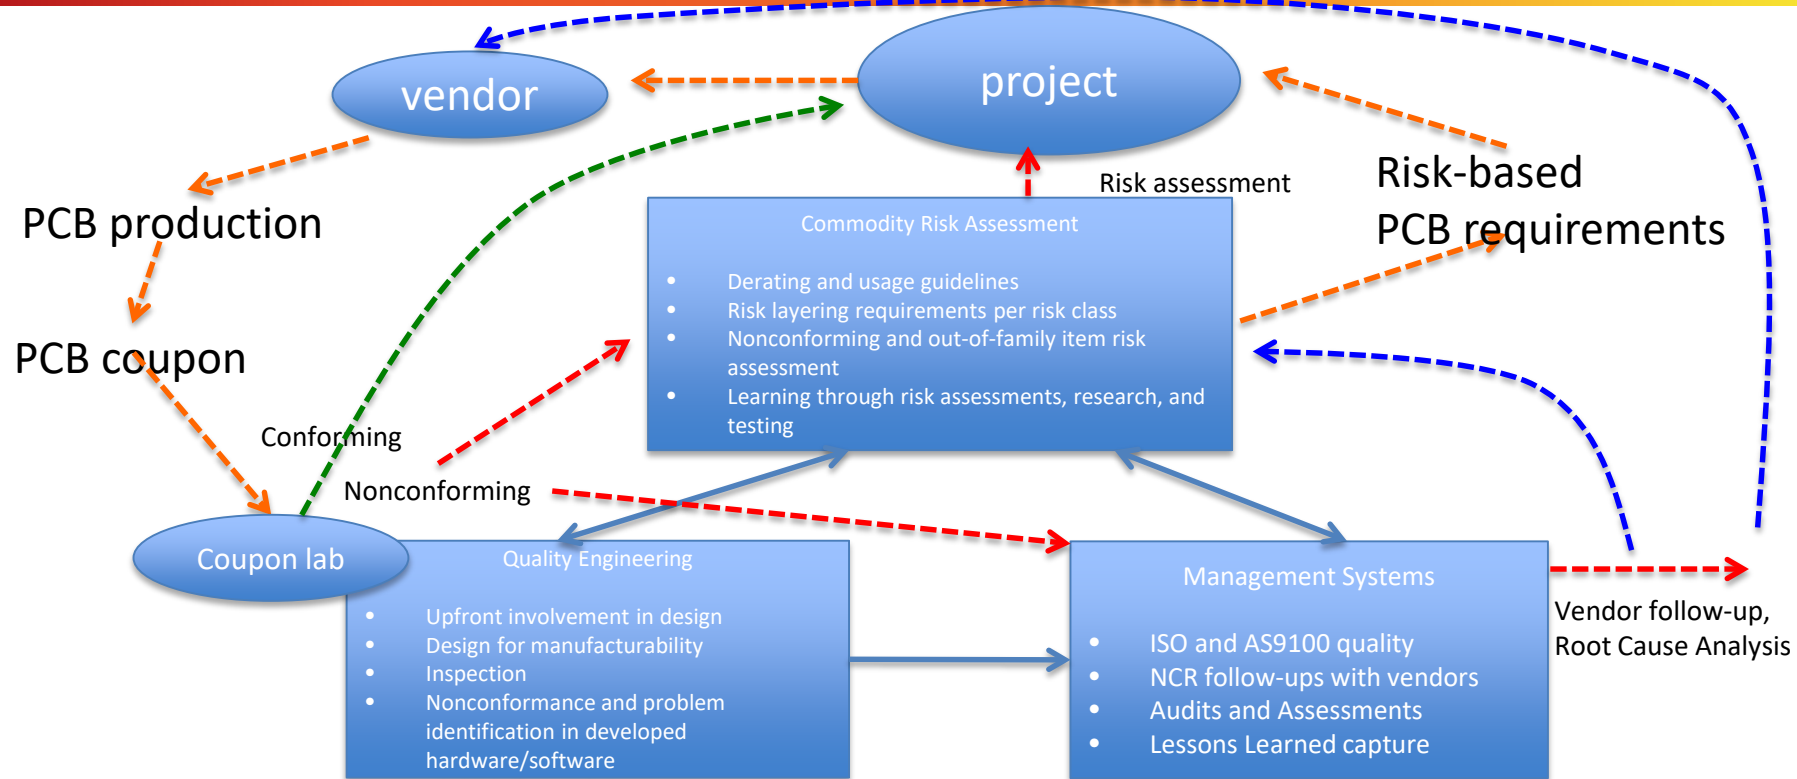 vendor
project
Risk assessment
Risk-based
PCB requirements
PCB production
PCB coupon
Commodity Risk Assessment
• Derating and usage guidelines
• Risk layering requirements per risk class
• Nonconforming and out-of-family item risk
assessment
• Learning through risk assessments, research, and
testing
Conforming
Nonconforming
Coupon lab
Quality Engineering
• Upfront involvement in design
• Design for manufacturability
• Inspection
• Nonconformance and problem
identification in developed
hardware/software
Management Systems
• ISO and AS9100 quality
• NCR follow-ups with vendors
• Audits and Assessments
• Lessons Learned capture
Vendor follow-up,
Root Cause Analysis